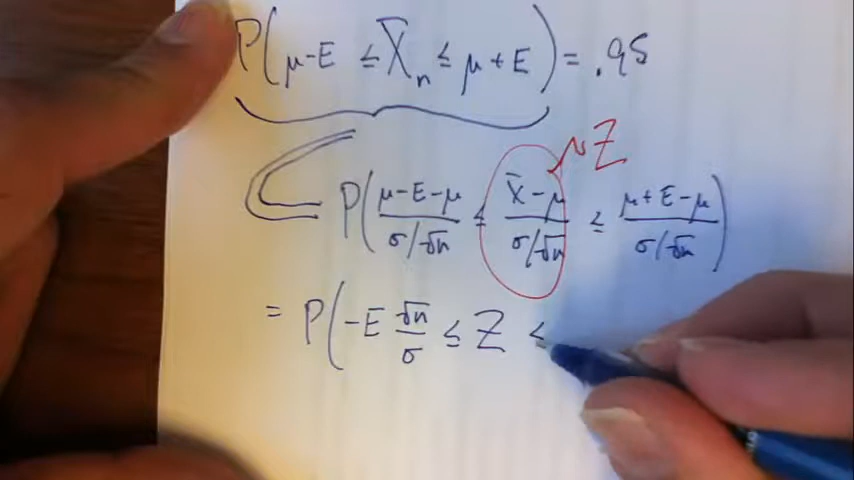 P(μ-E ≤ X̄ₙ ≤ μ+E) = .95
Z
P((μ-E-μ)/(σ/√n) ≤ (X̄-μ)/(σ/√n) ≤ (μ+E-μ)/(σ/√n))
= P(-E √n/σ ≤ Z ≤